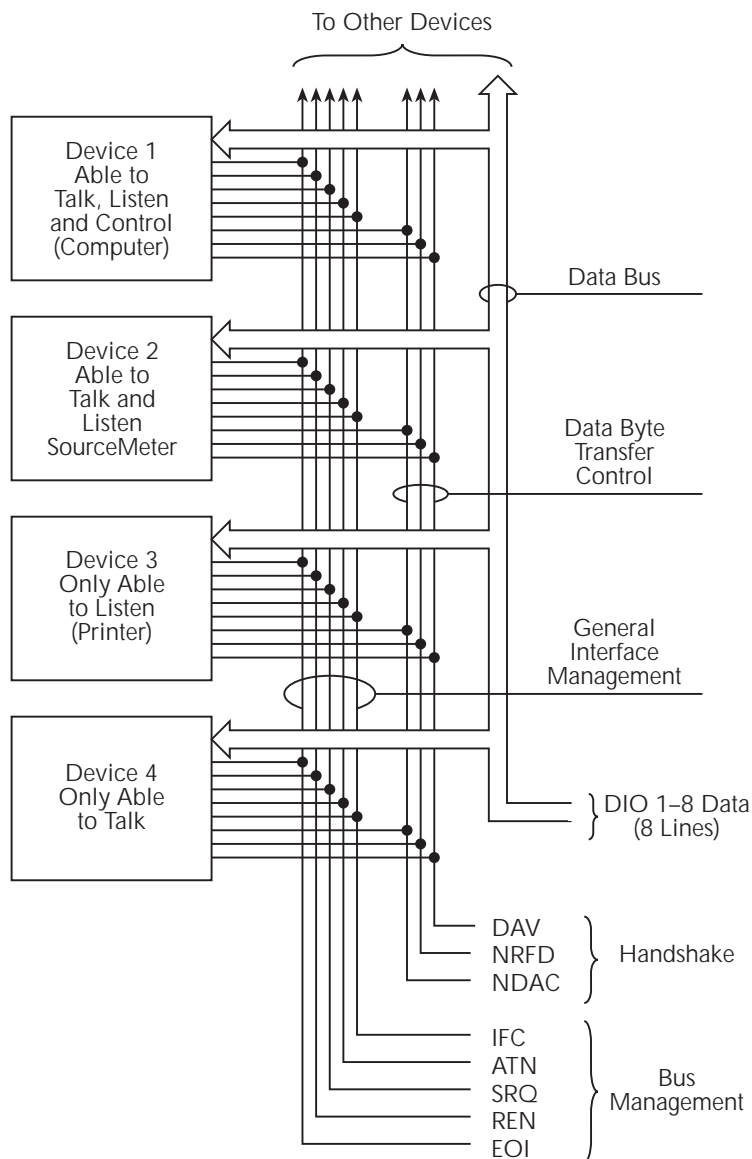 To Other Devices
Device 1
Able to
Talk, Listen
and Control
(Computer)
Data Bus
Device 2
Able to
Talk and
Listen
SourceMeter
Data Byte
Transfer
Control
Device 3
Only Able
to Listen
(Printer)
General
Interface
Management
Device 4
Only Able
to Talk
DIO 1–8 Data
(8 Lines)
DAV
NRFD
NDAC
Handshake
IFC
ATN
SRQ
REN
EOI
Bus
Management